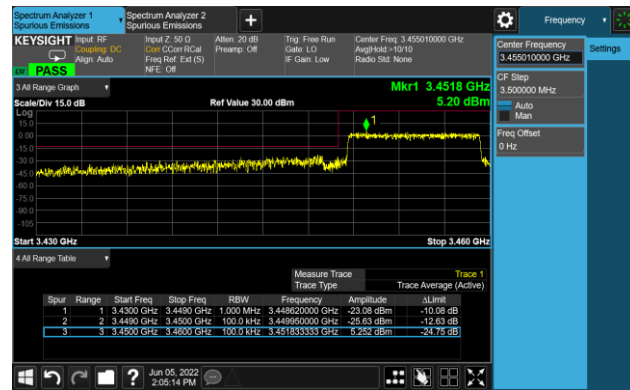 Spectrum Analyzer 1
Spurious Emissions
Spectrum Analyzer 2
Spurious Emissions
+
Frequency
KEYSIGHT
Input: RF
Coupling: DC
Align: Auto
Input Z: 50 Ω
Corr CCorr RCal
Freq Ref: Ext (S)
NFE: Off
Atten: 20 dB
Preamp: Off
Trig: Free Run
Gate: LO
IF Gain: Low
Center Freq: 3.455010000 GHz
Avg|Hold:>10/10
Radio Std: None
PASS
Center Frequency
3.455010000 GHz
Settings
CF Step
3.500000 MHz
Auto
Man
Freq Offset
0 Hz
3 All Range Graph
Mkr1 3.4518 GHz
Scale/Div 15.0 dB
Ref Value 30.00 dBm
5.20 dBm
Log
15.0
0.00
-15.0
-30.0
-45.0
-60.0
-75.0
-90.0
-105
1
Start 3.430 GHz
Stop 3.460 GHz
4 All Range Table
Measure Trace Trace 1
Trace Type Trace Average (Active)
Spur Range Start Freq Stop Freq RBW Frequency Amplitude ΔLimit
1 1 3.4300 GHz 3.4490 GHz 1.000 MHz 3.448620000 GHz -23.08 dBm -10.08 dB
2 2 3.4490 GHz 3.4500 GHz 100.0 kHz 3.449950000 GHz -25.63 dBm -12.63 dB
3 3 3.4500 GHz 3.4600 GHz 100.0 kHz 3.451833333 GHz 5.252 dBm -24.75 dB
?
Jun 05, 2022
2:05:14 PM